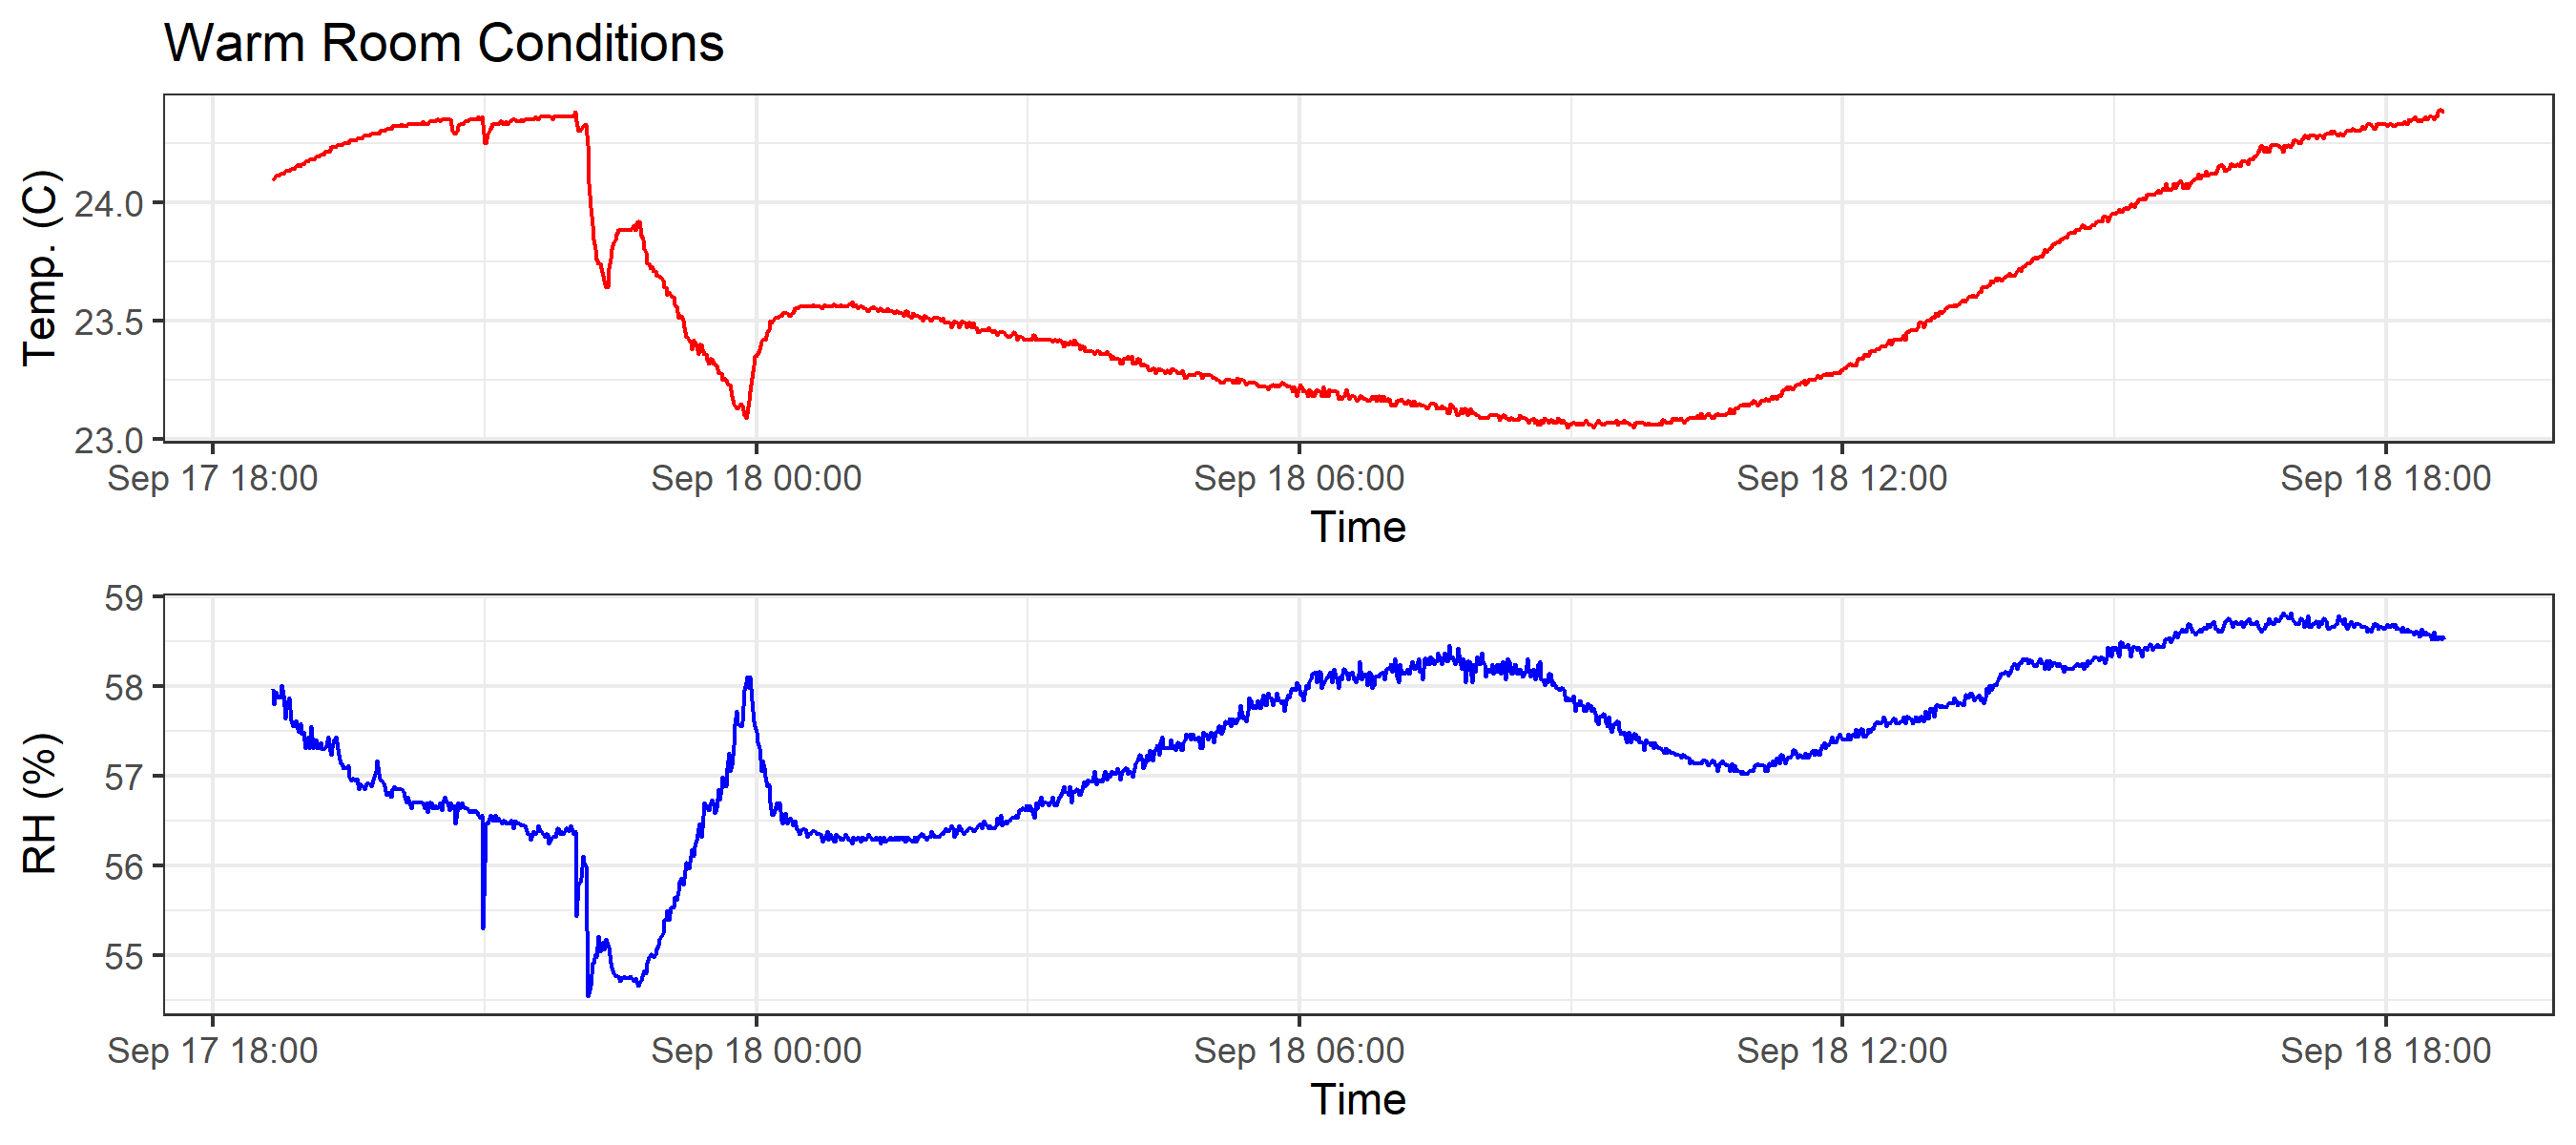 Warm Room Conditions
Temp. (C)
24.0
23.5
23.0
Sep 17 18:00 Sep 18 00:00 Sep 18 06:00 Sep 18 12:00 Sep 18 18:00
Time
RH (%)
59
58
57
56
55
Sep 17 18:00 Sep 18 00:00 Sep 18 06:00 Sep 18 12:00 Sep 18 18:00
Time